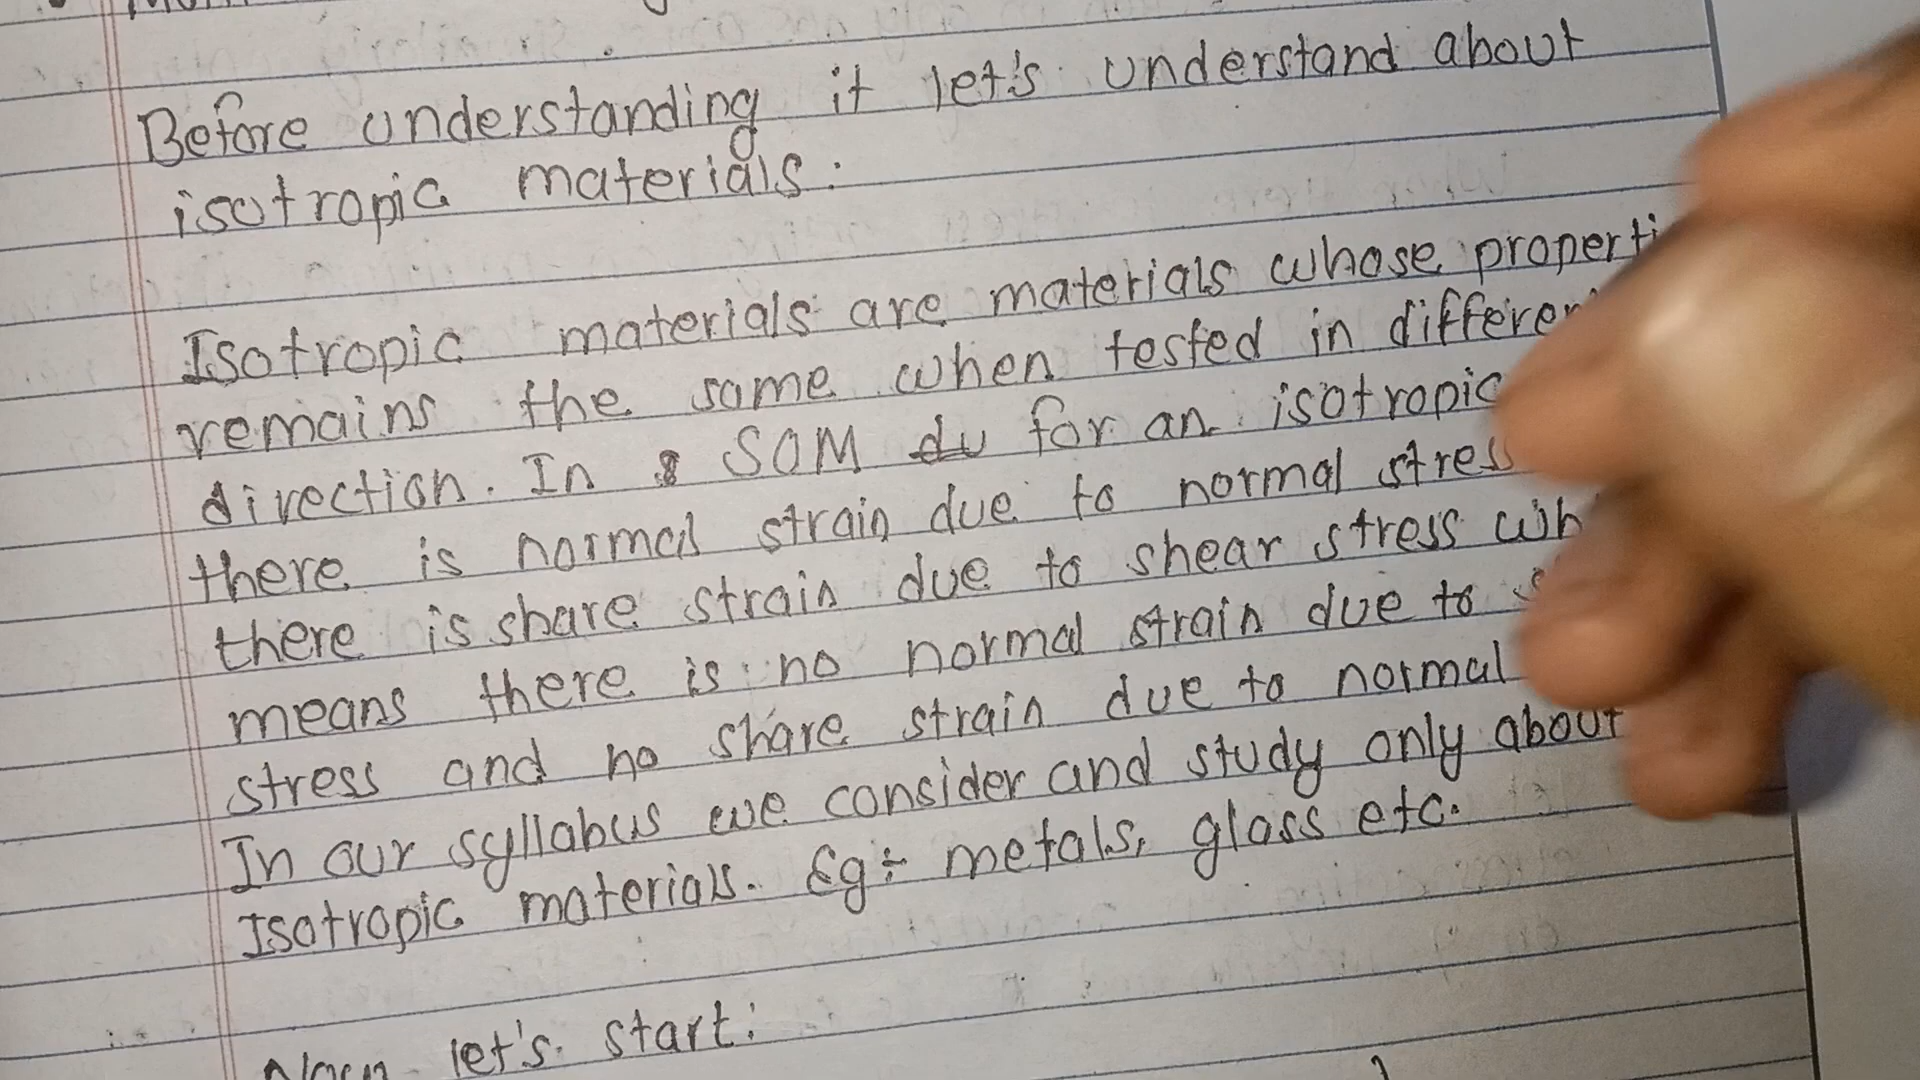 Before understanding it let's understand about
isotropic materials:
Isotropic materials are materials whose properti
remains the same when tested in differen
direction. In SOM du for an isotropic
there is normal strain due to normal stress
there is share strain due to shear stress wh
means there is no normal strain due to
stress and no share strain due to normal
In our syllabus we consider and study only about
Isotropic materials. Eg:- metals, glass etc.
Now let's start: